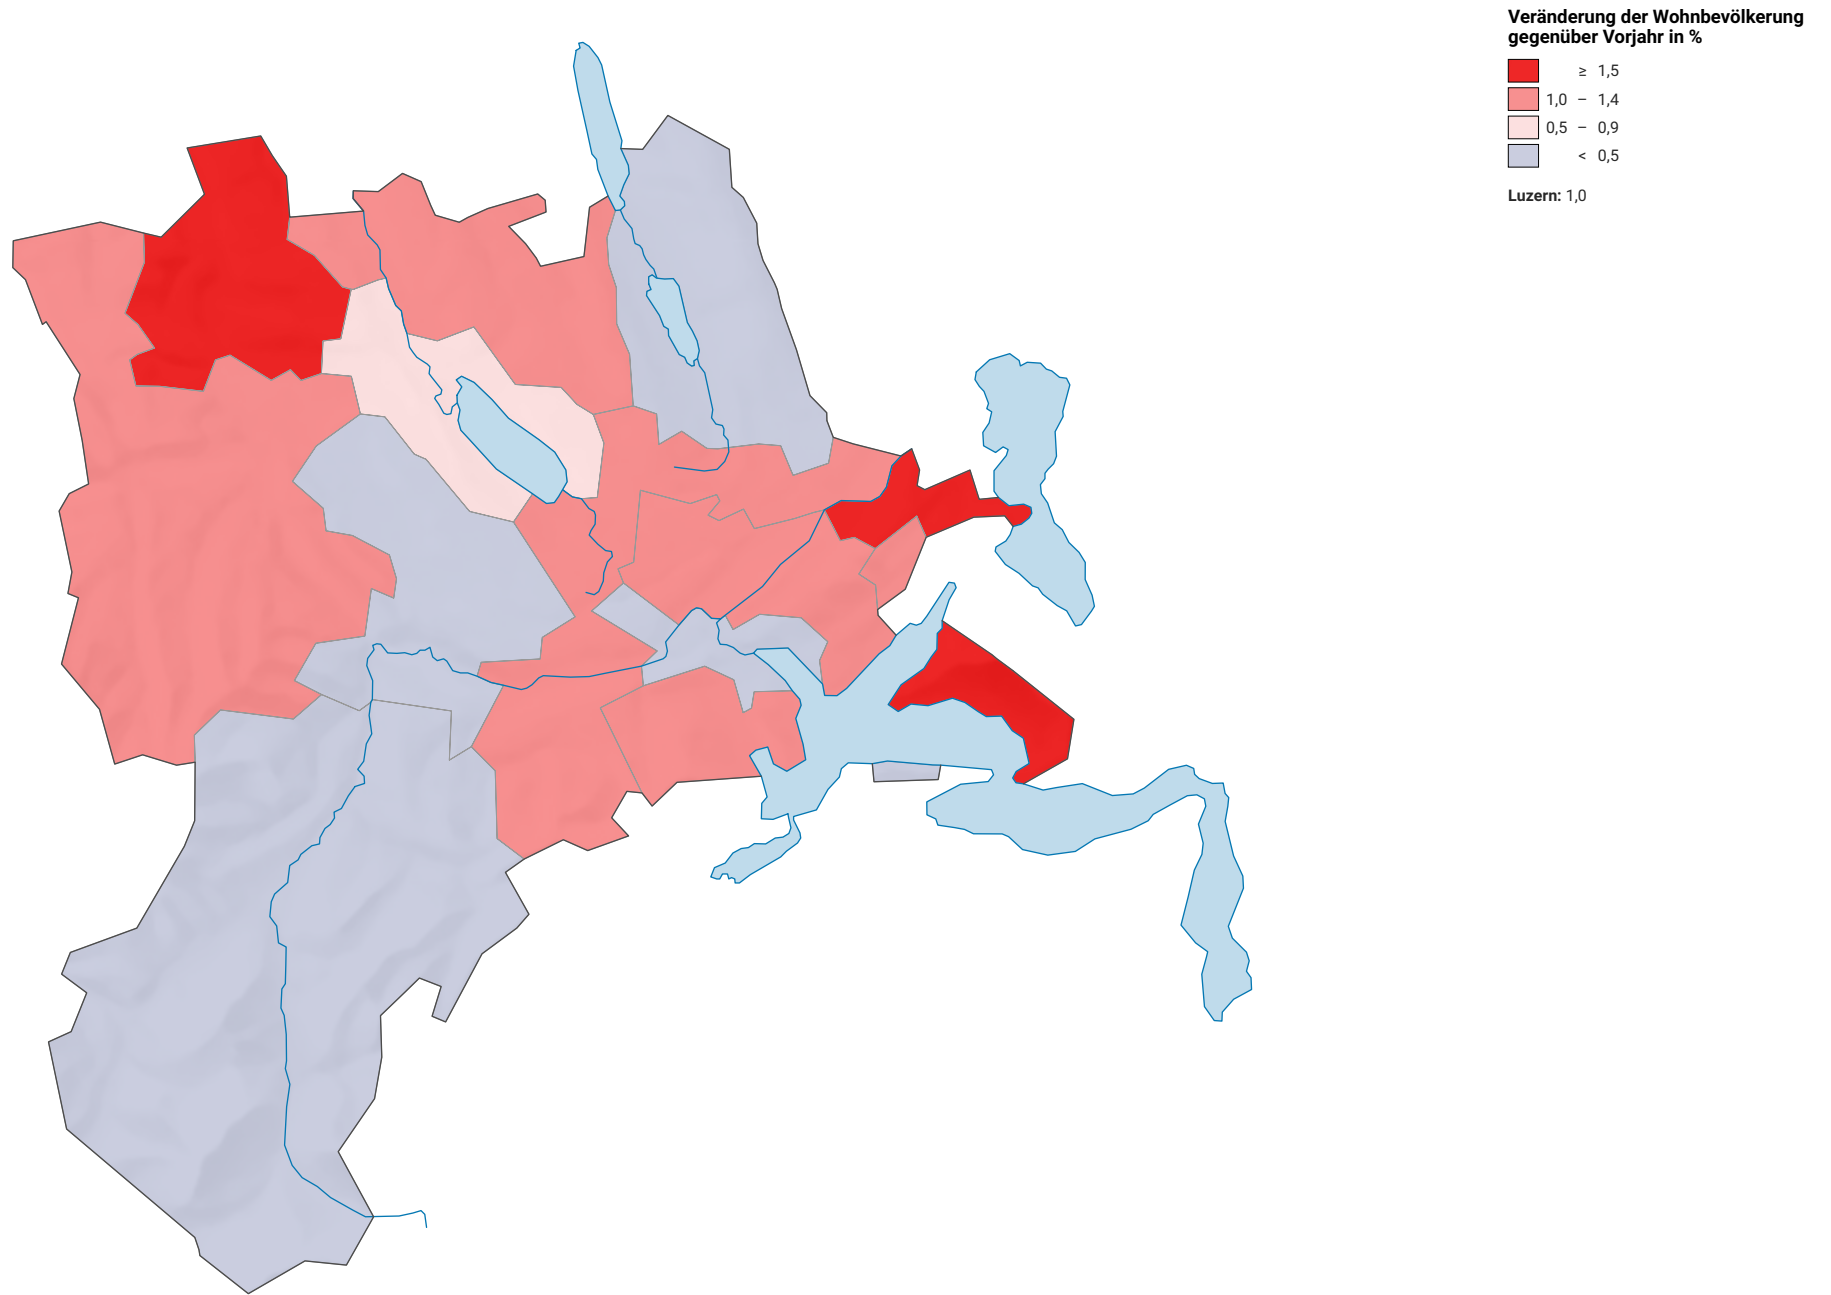 Veränderung der Wohnbevölkerung
gegenüber Vorjahr in %
≥ 1,5
1,0 – 1,4
0,5 – 0,9
< 0,5
Luzern: 1,0